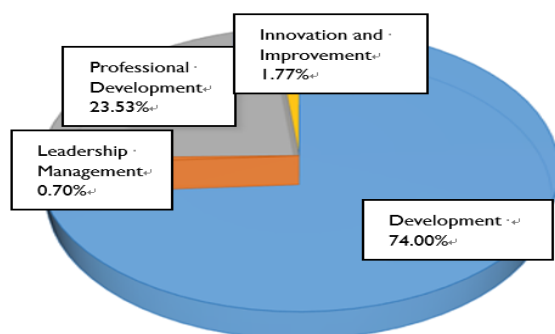 Innovation and
Improvement
1.77%
Professional
Development
23.53%
Leadership
Management
0.70%
Development
74.00%